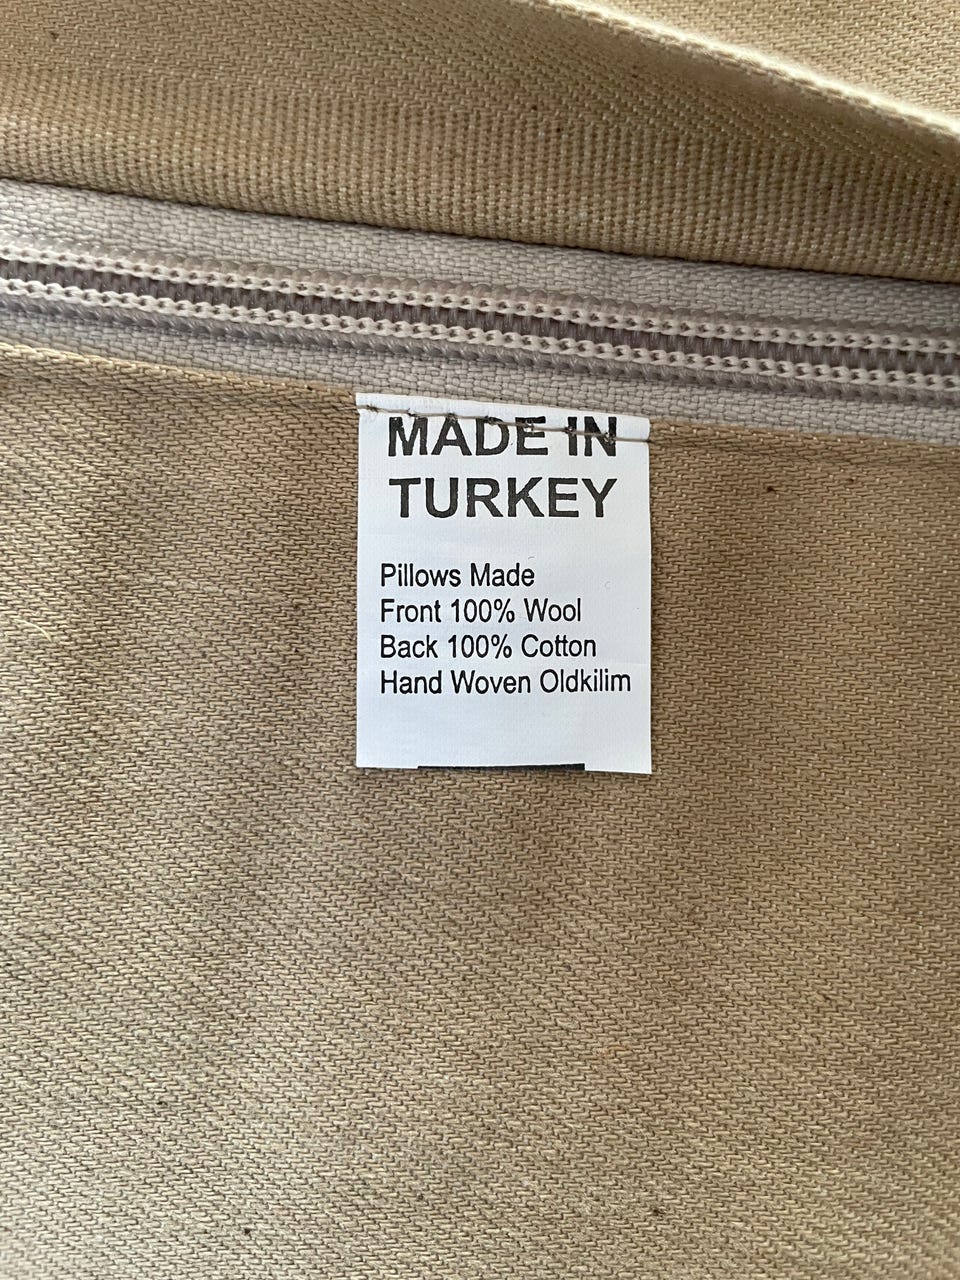 MADE IN
TURKEY
Pillows Made
Front 100% Wool
Back 100% Cotton
Hand Woven Oldkilim